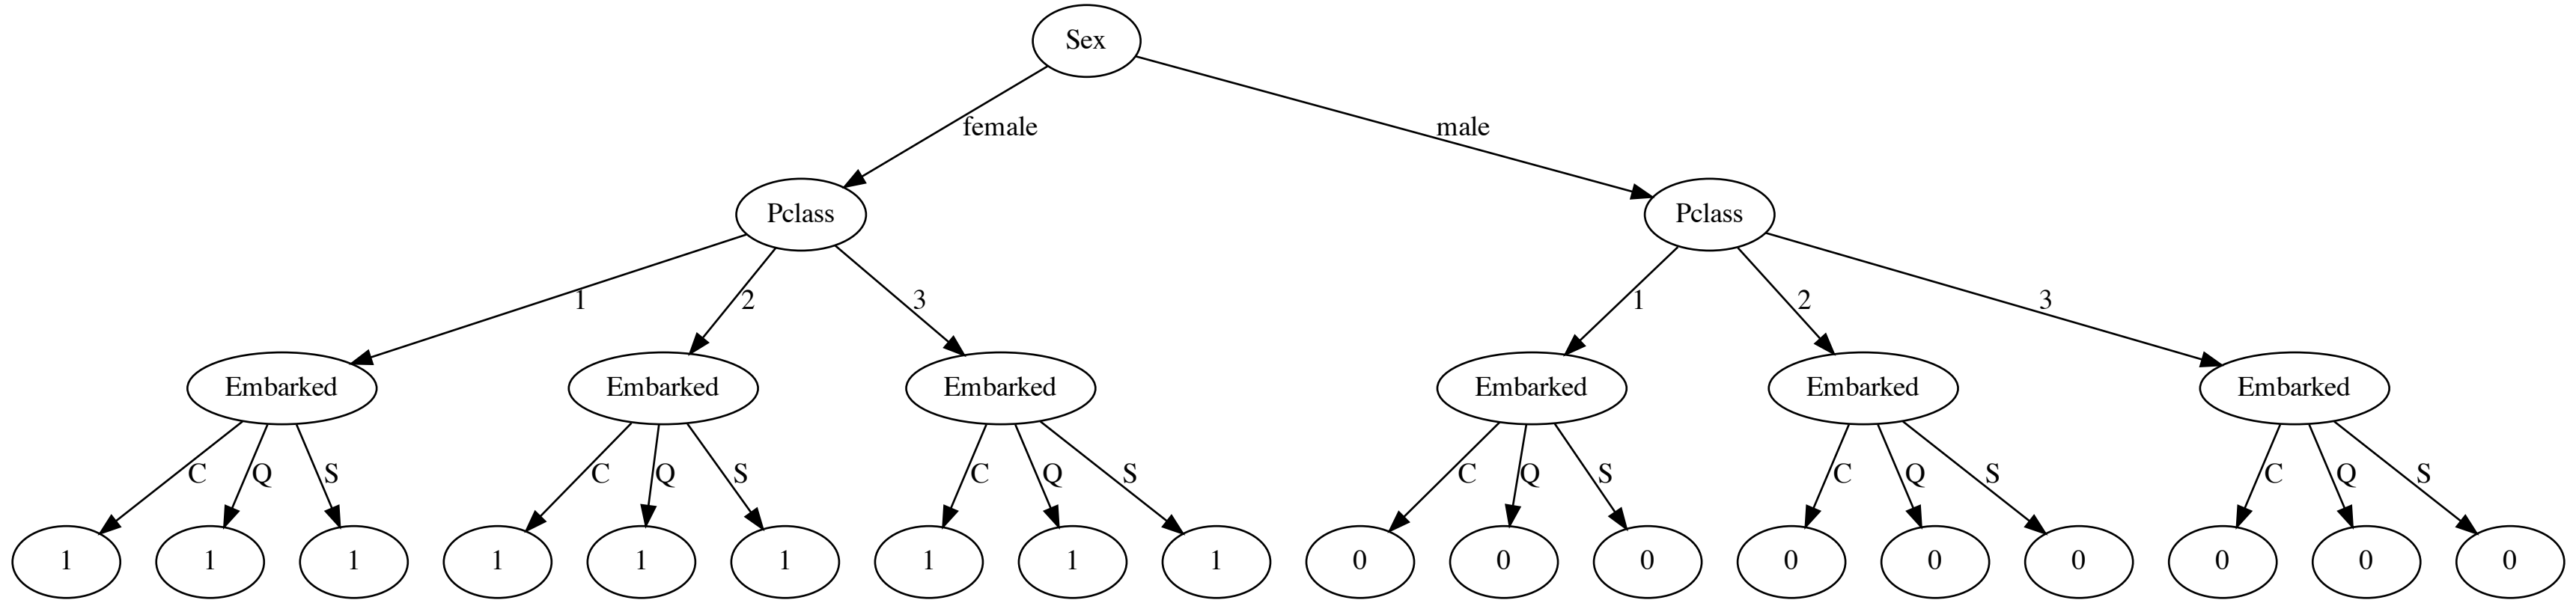 Sex
female male
Pclass Pclass
1 2 3 1 2 3
Embarked Embarked Embarked Embarked Embarked Embarked
C Q S C Q S C Q S C Q S C Q S C Q S
1 1 1 1 1 1 1 1 1 0 0 0 0 0 0 0 0 0